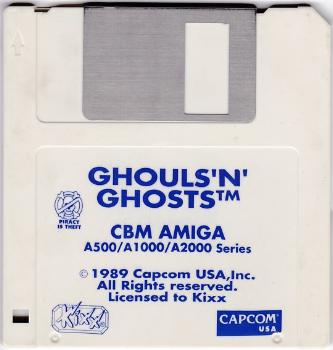 GHOULS'N'
GHOSTS™
PIRACY
IS THEFT
CBM AMIGA
A500/A1000/A2000 Series
© 1989 Capcom USA,Inc.
All Rights reserved.
Licensed to Kixx
Kixx
CAPCOM
USA